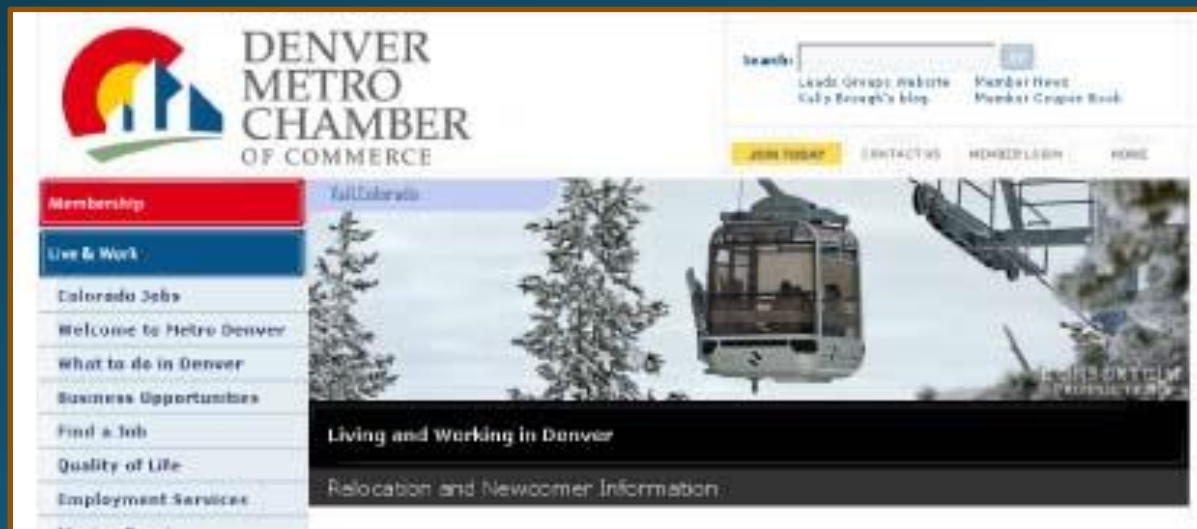 DENVER
METRO
CHAMBER
OF COMMERCE
Search:
Leads Groups Website
Member News
Kelly Brough's blog
Member Coupon Book
JOIN TODAY
CONTACT US
MEMBER LOGIN
HOME
Membership
Live & Work
Colorado Jobs
Welcome to Metro Denver
What to do in Denver
Business Opportunities
Find a Job
Quality of Life
Employment Services
Living and Working in Denver
Relocation and Newcomer Information